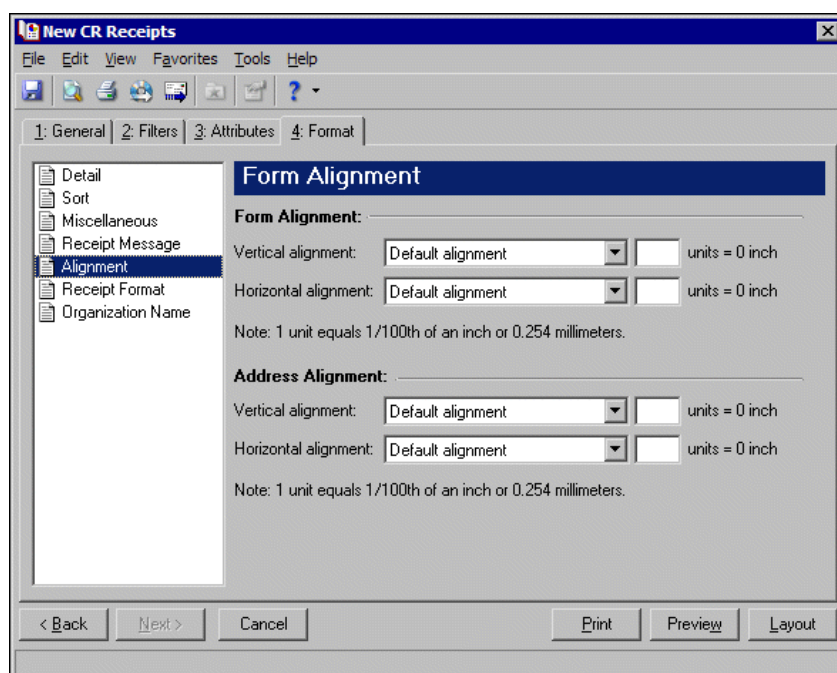 New CR Receipts
File Edit View Favorites Tools Help
1: General 2: Filters 3: Attributes 4: Format
Detail
Sort
Miscellaneous
Receipt Message
Alignment
Receipt Format
Organization Name
Form Alignment
Form Alignment:
Vertical alignment: Default alignment units = 0 inch
Horizontal alignment: Default alignment units = 0 inch
Note: 1 unit equals 1/100th of an inch or 0.254 millimeters.
Address Alignment:
Vertical alignment: Default alignment units = 0 inch
Horizontal alignment: Default alignment units = 0 inch
Note: 1 unit equals 1/100th of an inch or 0.254 millimeters.
< Back Next > Cancel Print Preview Layout